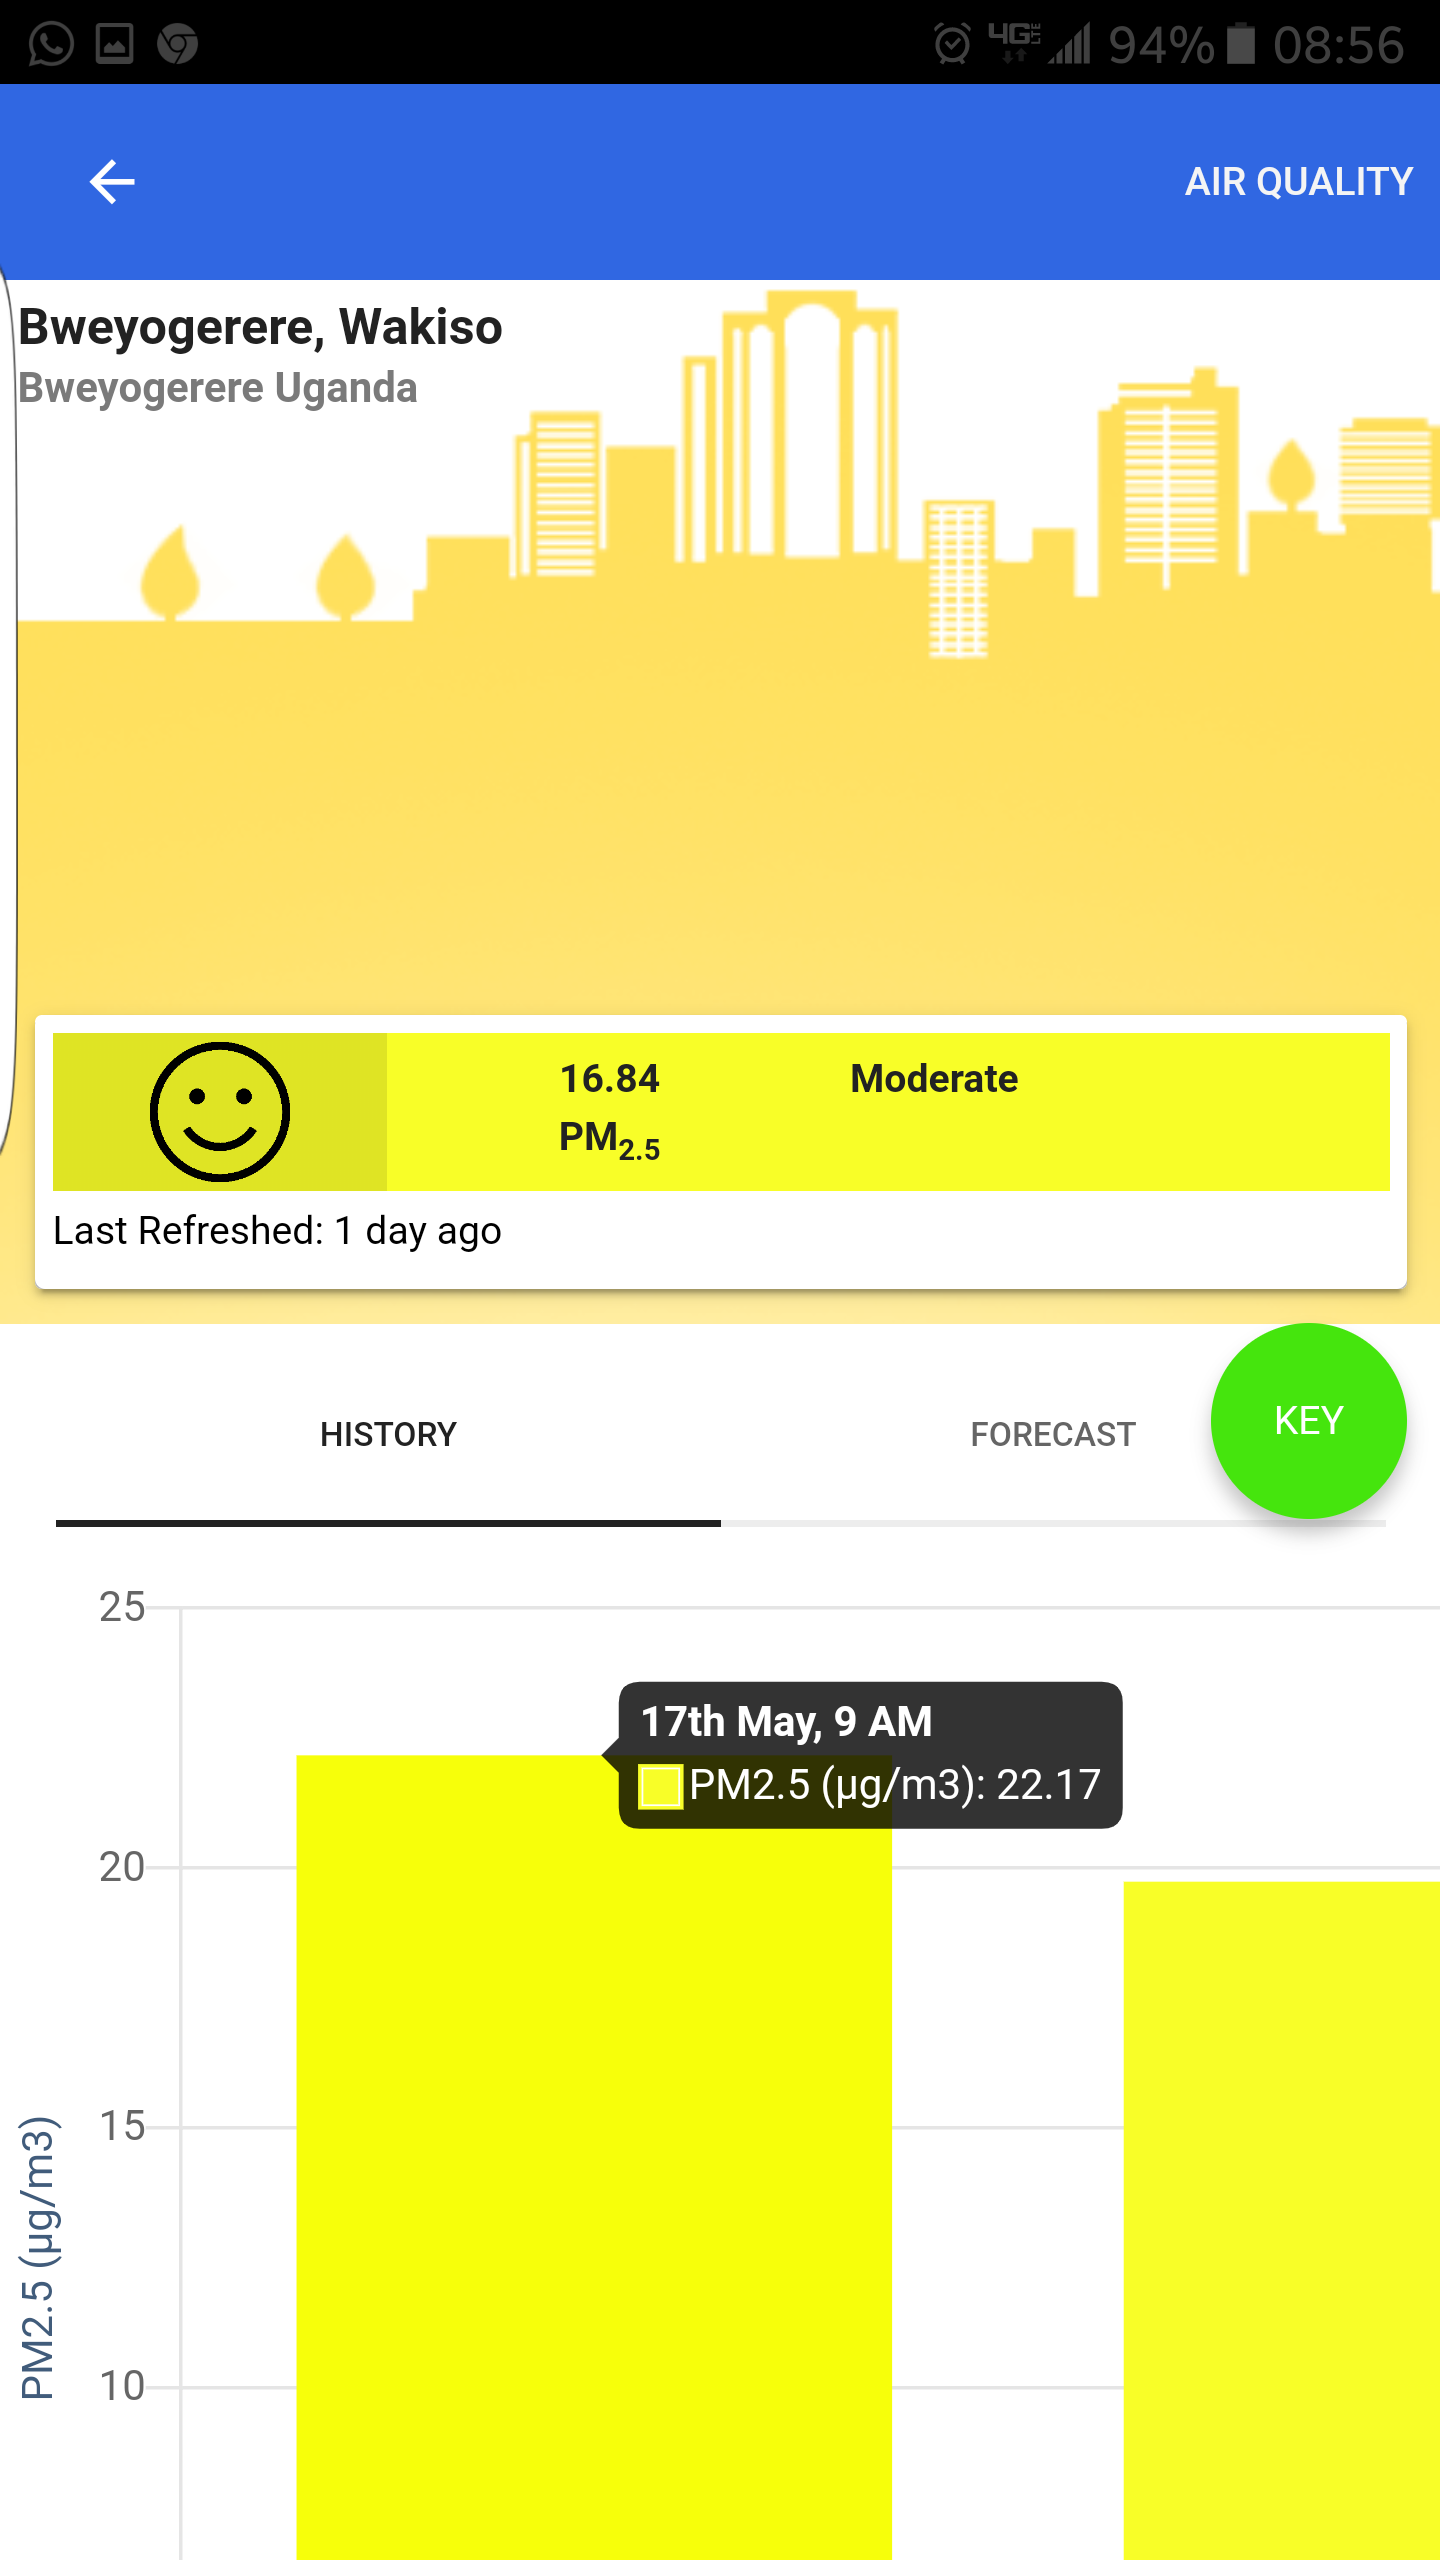 4G LTE 94% 08:56
AIR QUALITY
Bweyogerere, Wakiso
Bweyogerere Uganda
16.84 Moderate
PM2.5
Last Refreshed: 1 day ago
HISTORY FORECAST KEY
25
17th May, 9 AM
PM2.5 (µg/m3): 22.17
20
15
10
PM2.5 (µg/m3)